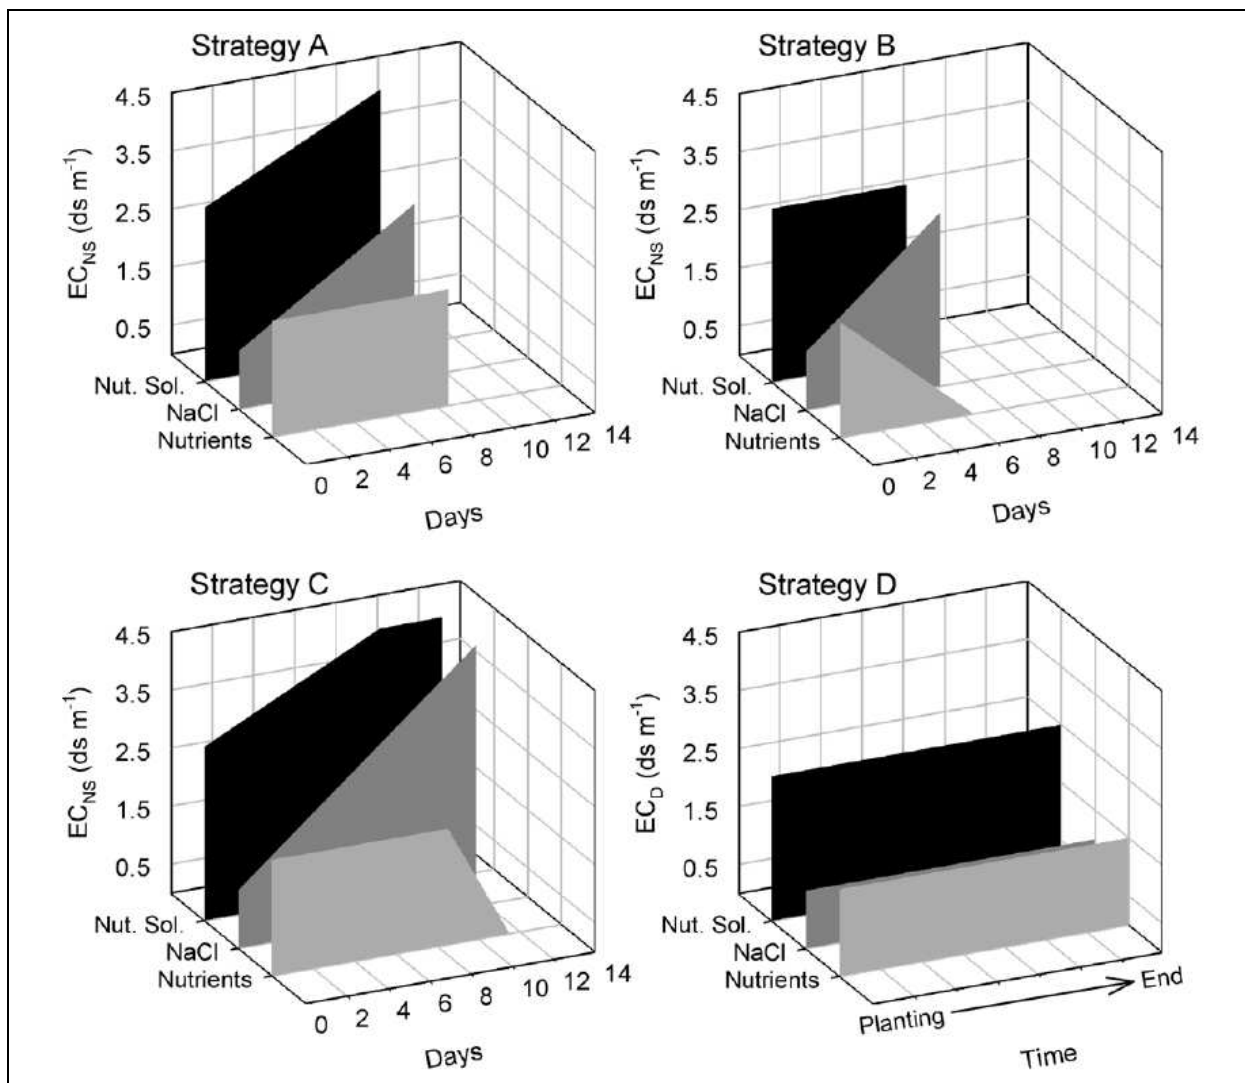 Strategy A
4.5
3.5
2.5
1.5
0.5
EC_NS (ds m⁻¹)
Nut. Sol.
NaCl
Nutrients
0 2 4 6 8 10 12 14
Days
Strategy B
4.5
3.5
2.5
1.5
0.5
EC_NS (ds m⁻¹)
Nut. Sol.
NaCl
Nutrients
0 2 4 6 8 10 12 14
Days
Strategy C
4.5
3.5
2.5
1.5
0.5
EC_NS (ds m⁻¹)
Nut. Sol.
NaCl
Nutrients
0 2 4 6 8 10 12 14
Days
Strategy D
4.5
3.5
2.5
1.5
0.5
EC_D (ds m⁻¹)
Nut. Sol.
NaCl
Nutrients
Planting
End
Time